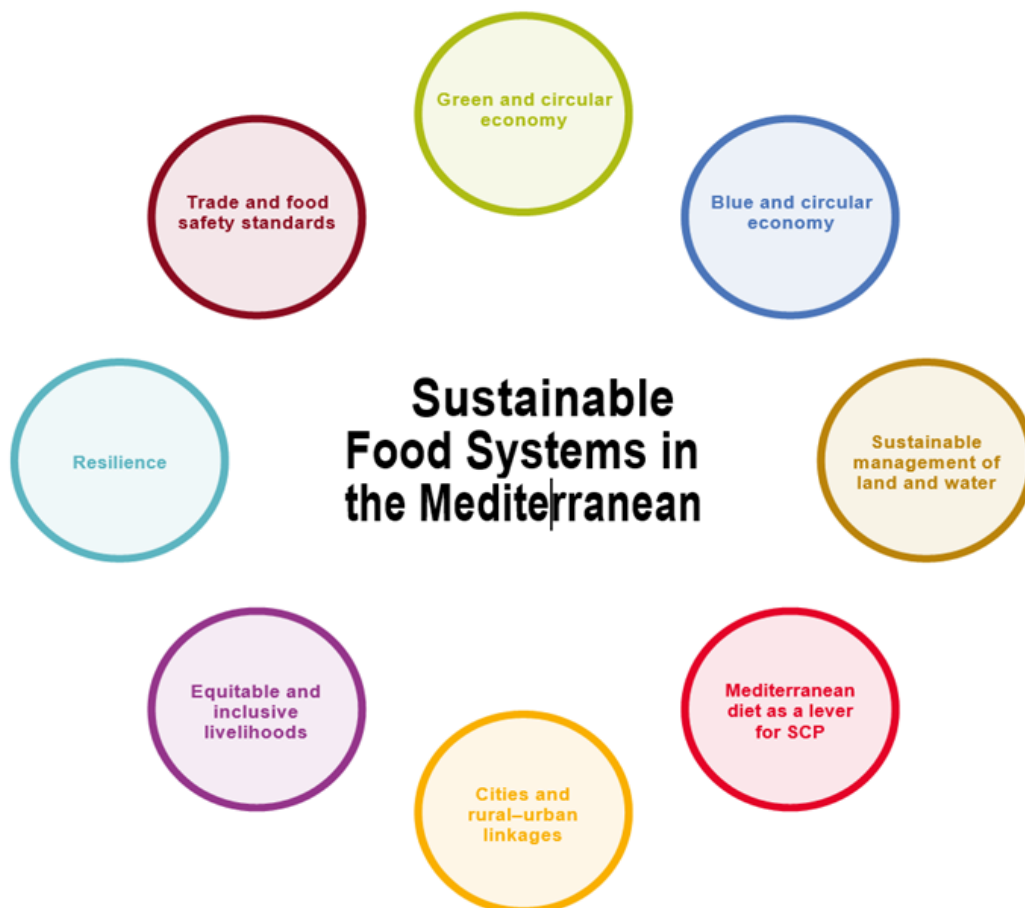 Green and circular
economy
Blue and circular
economy
Sustainable
management of
land and water
Mediterranean
diet as a lever
for SCP
Cities and
rural–urban
linkages
Equitable and
inclusive
livelihoods
Resilience
Trade and food
safety standards
Sustainable
Food Systems in
the Mediterranean